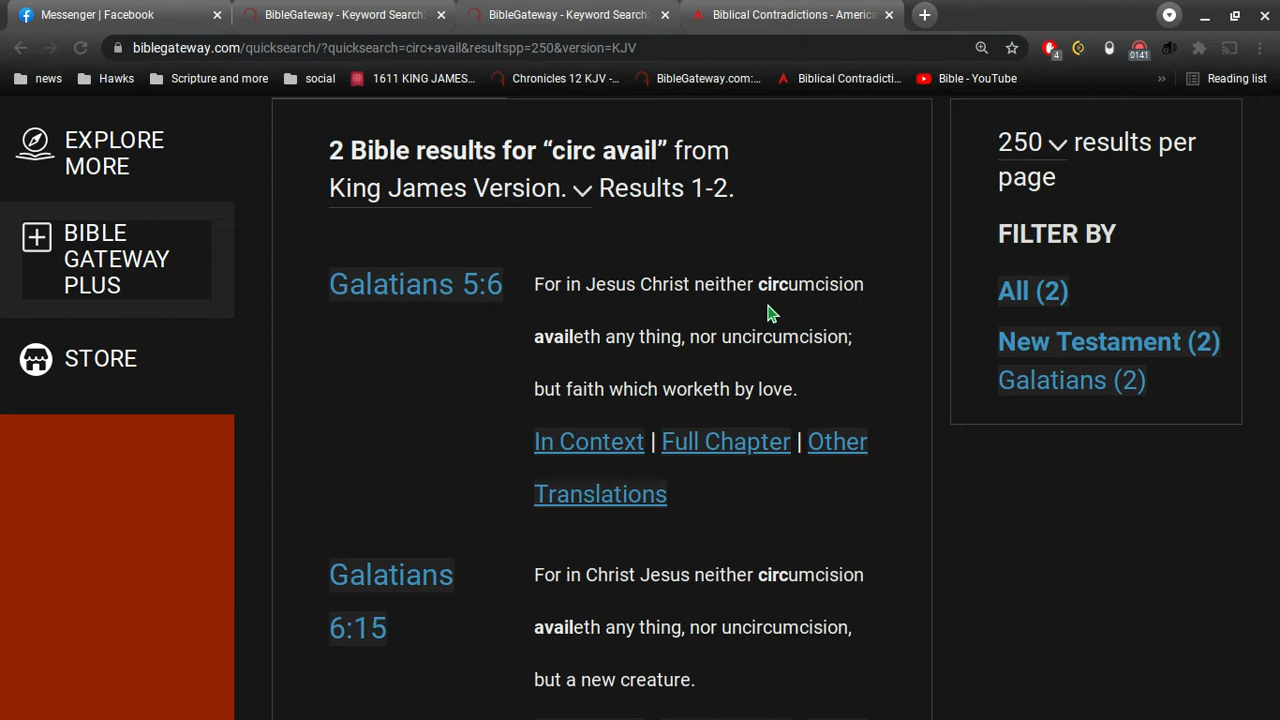 Messenger | Facebook
BibleGateway - Keyword Search:
BibleGateway - Keyword Search:
Biblical Contradictions - America
biblegateway.com/quicksearch/?quicksearch=circ+avail&resultspp=250&version=KJV
4
0141
news
Hawks
Scripture and more
social
1611 KING JAMES...
Chronicles 12 KJV -...
BibleGateway.com:...
Biblical Contradicti...
Bible - YouTube
»
Reading list
EXPLORE
MORE
BIBLE
GATEWAY
PLUS
STORE
2 Bible results for “circ avail” from
King James Version. Results 1-2.
Galatians 5:6
For in Jesus Christ neither circumcision
availeth any thing, nor uncircumcision;
but faith which worketh by love.
In Context | Full Chapter | Other
Translations
Galatians
6:15
For in Christ Jesus neither circumcision
availeth any thing, nor uncircumcision,
but a new creature.
250 results per
page
FILTER BY
All (2)
New Testament (2)
Galatians (2)